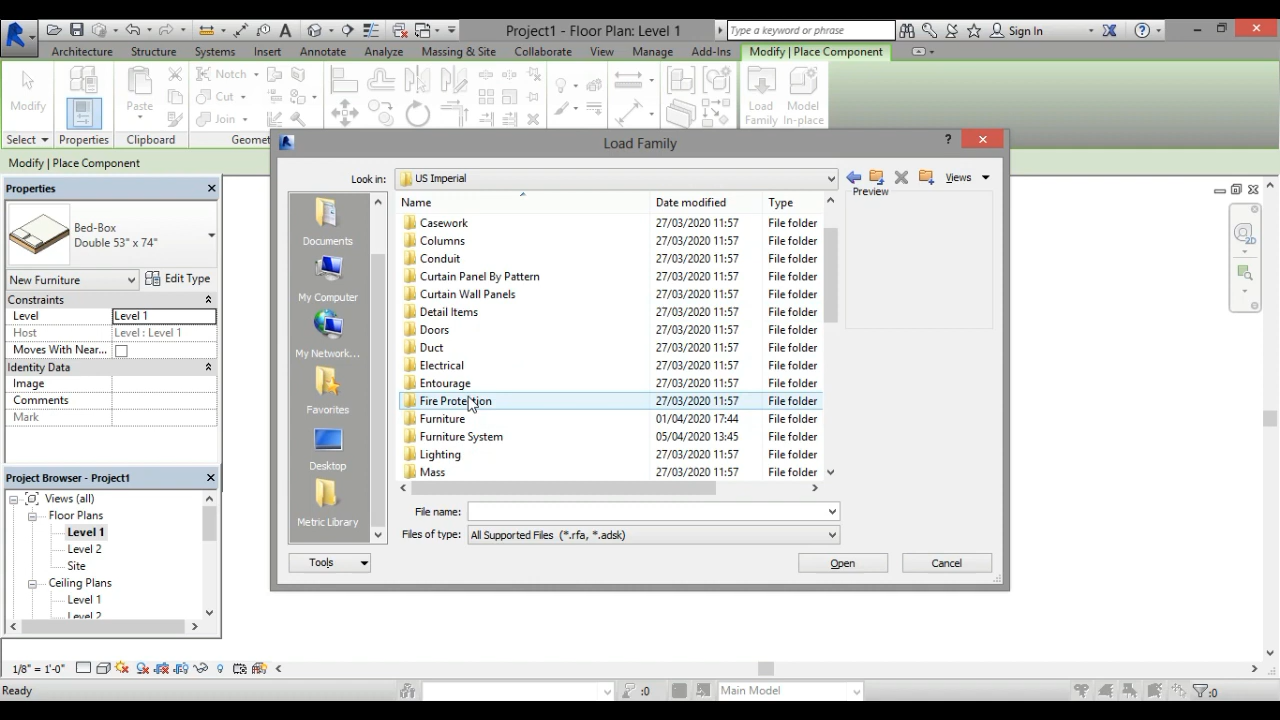 Project1 - Floor Plan: Level 1
Type a keyword or phrase
Sign In
Architecture Structure Systems Insert Annotate Analyze Massing & Site Collaborate View Manage Add-Ins Modify | Place Component
Modify
Paste
Notch
Cut
Join
Load Family
Model In-place
Select Properties Clipboard Geomet
Modify | Place Component
Properties
Bed-Box
Double 53" x 74"
New Furniture Edit Type
Constraints
Level Level 1
Host Level : Level 1
Moves With Near...
Identity Data
Image
Comments
Mark
Project Browser - Project1
Views (all)
Floor Plans
Level 1
Level 2
Site
Ceiling Plans
Level 1
Level 2
Load Family
Look in: US Imperial
Views
Preview
Documents
My Computer
My Network...
Favorites
Desktop
Metric Library
Name Date modified Type
Casework 27/03/2020 11:57 File folder
Columns 27/03/2020 11:57 File folder
Conduit 27/03/2020 11:57 File folder
Curtain Panel By Pattern 27/03/2020 11:57 File folder
Curtain Wall Panels 27/03/2020 11:57 File folder
Detail Items 27/03/2020 11:57 File folder
Doors 27/03/2020 11:57 File folder
Duct 27/03/2020 11:57 File folder
Electrical 27/03/2020 11:57 File folder
Entourage 27/03/2020 11:57 File folder
Fire Protection 27/03/2020 11:57 File folder
Furniture 01/04/2020 17:44 File folder
Furniture System 05/04/2020 13:45 File folder
Lighting 27/03/2020 11:57 File folder
Mass 27/03/2020 11:57 File folder
File name:
Files of type: All Supported Files (*.rfa, *.adsk)
Tools Open Cancel
1/8" = 1'-0"
Ready :0 Main Model :0